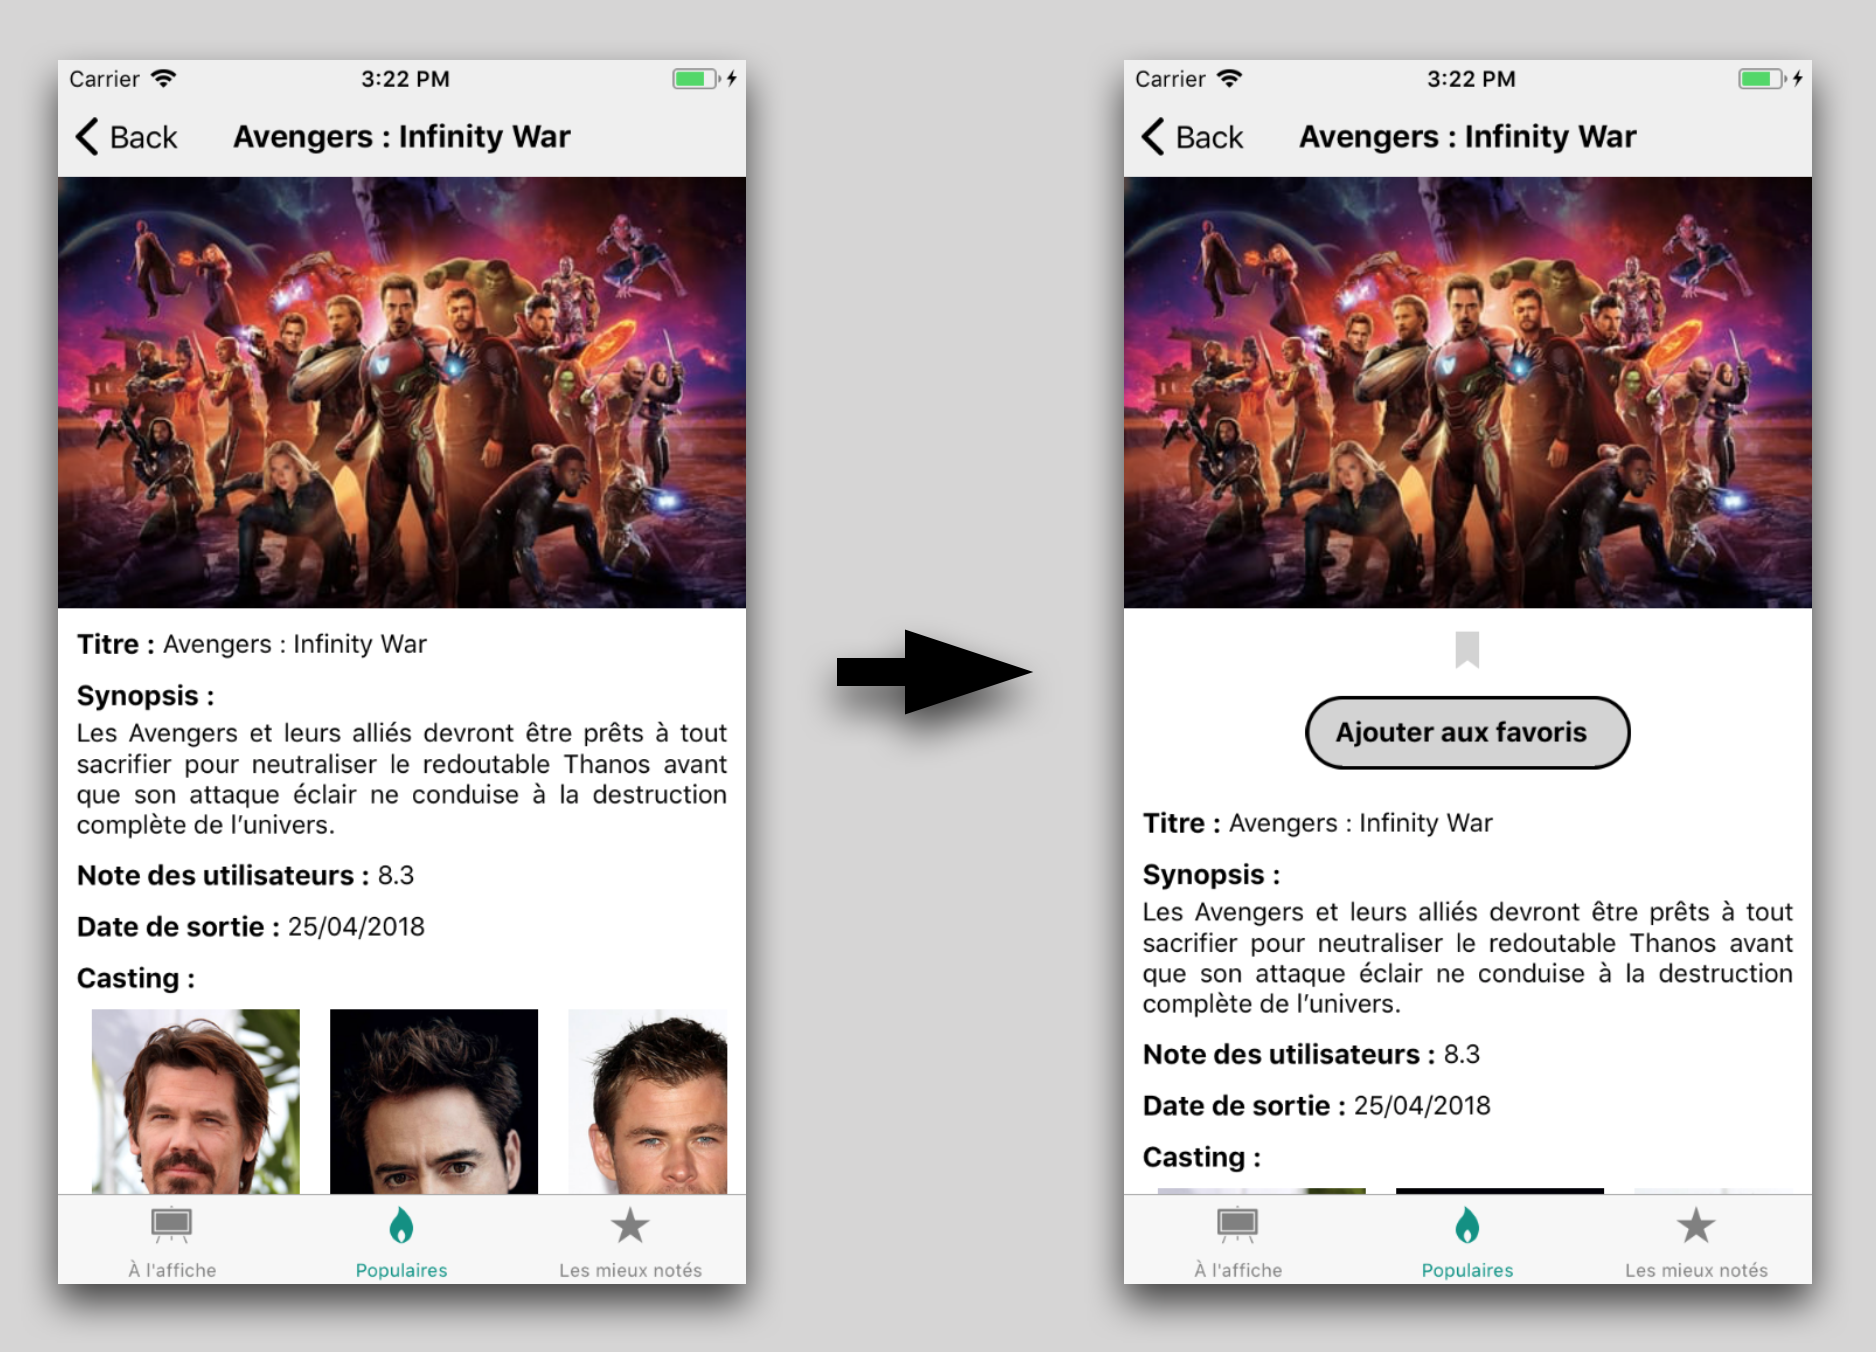 Carrier 3:22 PM
Back Avengers : Infinity War
Titre : Avengers : Infinity War
Synopsis :
Les Avengers et leurs alliés devront être prêts à tout
sacrifier pour neutraliser le redoutable Thanos avant
que son attaque éclair ne conduise à la destruction
complète de l'univers.
Note des utilisateurs : 8.3
Date de sortie : 25/04/2018
Casting :
À l'affiche Populaires Les mieux notés
Carrier 3:22 PM
Back Avengers : Infinity War
Ajouter aux favoris
Titre : Avengers : Infinity War
Synopsis :
Les Avengers et leurs alliés devront être prêts à tout
sacrifier pour neutraliser le redoutable Thanos avant
que son attaque éclair ne conduise à la destruction
complète de l'univers.
Note des utilisateurs : 8.3
Date de sortie : 25/04/2018
Casting :
À l'affiche Populaires Les mieux notés